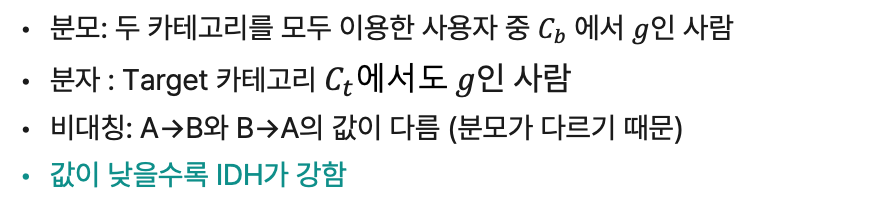 • 분모: 두 카테고리를 모두 이용한 사용자 중 C_b 에서 g인 사람
• 분자 : Target 카테고리 C_t에서도 g인 사람
• 비대칭: A→B와 B→A의 값이 다름 (분모가 다르기 때문)
• 값이 낮을수록 IDH가 강함